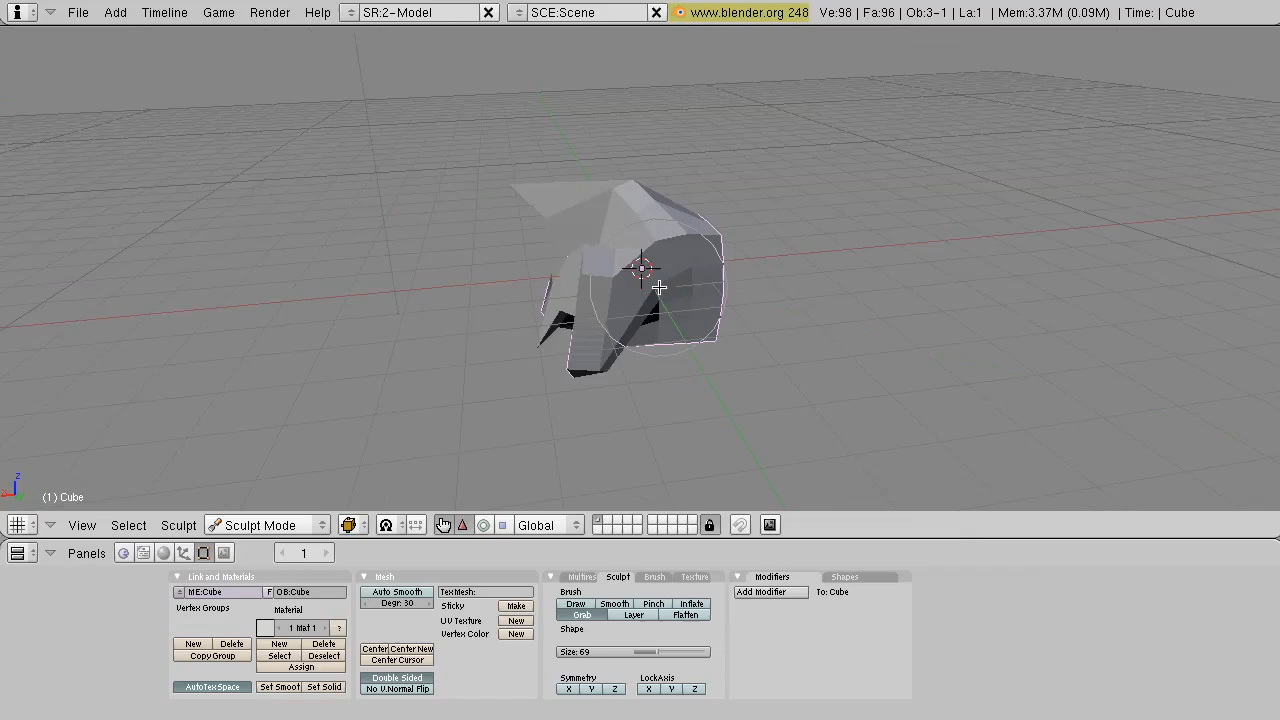 File Add Timeline Game Render Help SR:2-Model SCE:Scene www.blender.org 248 Ve:98 | Fa:96 | Ob:3-1 | La:1 | Mem:3.37M (0.09M) | Time: | Cube
z
x
(1) Cube
View Select Sculpt Sculpt Mode Global
Panels 1
Link and Materials Mesh Multires Sculpt Brush Texture Modifiers Shapes
ME:Cube F OB:Cube Auto Smooth TexMesh: Brush Add Modifier To: Cube
Vertex Groups Material Degr: 30 Sticky Make Draw Smooth Pinch Inflate
1 Mat 1 ? UV Texture New Grab Layer Flatten
Vertex Color New Shape
New Delete New Delete Center Center New Size: 69
Copy Group Select Deselect Center Cursor
Assign
Double Sided Symmetry LockAxis
AutoTexSpace Set Smoot Set Solid No V.Normal Flip X Y Z X Y Z